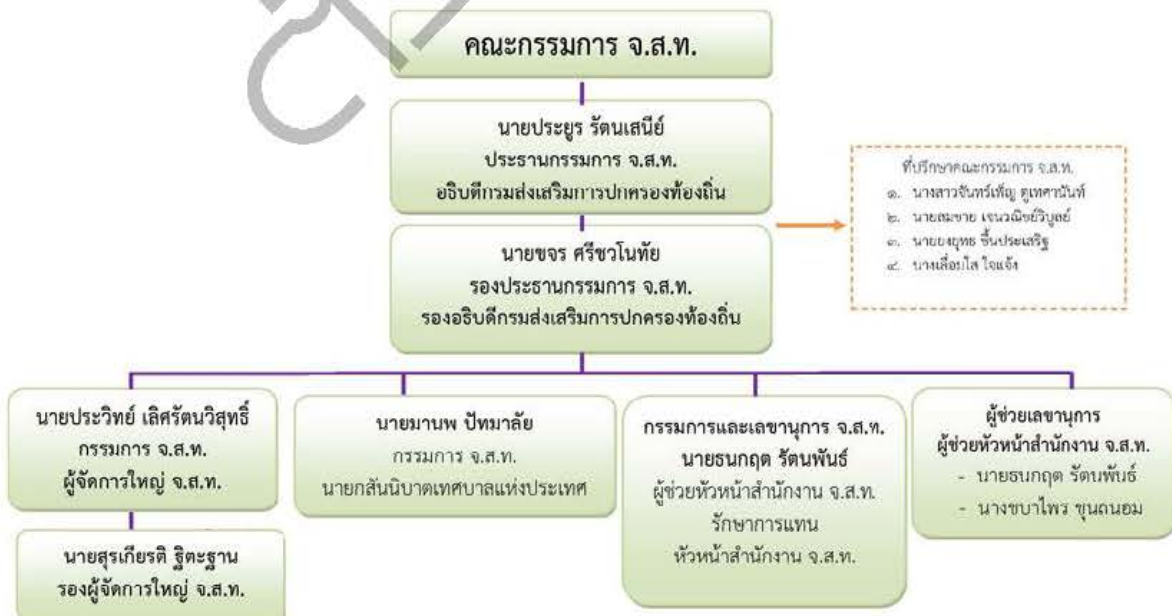 คณะกรรมการ จ.ส.ท.
นายประยูร รัตนเสนีย์
ประธานกรรมการ จ.ส.ท.
อธิบดีกรมส่งเสริมการปกครองท้องถิ่น
ที่ปรึกษาคณะกรรมการ จ.ส.ท.
๑. นางสาวจันทร์เพ็ญ ตูเทศานันท์
๒. นายสมชาย เจนวณิชย์วิบูลย์
๓. นายยงยุทธ ชื้นประเสริฐ
๔. นางเลื่อมใส ใจแจ้ง
นายขจร ศรีชวโนทัย
รองประธานกรรมการ จ.ส.ท.
รองอธิบดีกรมส่งเสริมการปกครองท้องถิ่น
นายประวิทย์ เลิศรัตนวิสุทธิ์
กรรมการ จ.ส.ท.
ผู้จัดการใหญ่ จ.ส.ท.
นายสุรเกียรติ ฐิตะฐาน
รองผู้จัดการใหญ่ จ.ส.ท.
นายมานพ ปัทมาลัย
กรรมการ จ.ส.ท.
นายกสันนิบาตเทศบาลแห่งประเทศ
กรรมการและเลขานุการ จ.ส.ท.
นายธนกฤต รัตนพันธ์
ผู้ช่วยหัวหน้าสำนักงาน จ.ส.ท.
รักษาการแทน
หัวหน้าสำนักงาน จ.ส.ท.
ผู้ช่วยเลขานุการ
ผู้ช่วยหัวหน้าสำนักงาน จ.ส.ท.
- นายธนกฤต รัตนพันธ์
- นางชบาไพร ขุนถนอม